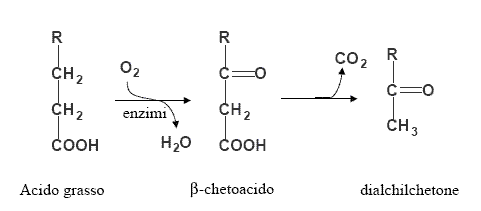 R
CH2
CH2
COOH
O2
enzimi
H2O
R
C=O
CH2
COOH
CO2
R
C=O
CH3
Acido grasso
β-chetoacido
dialchilchetone